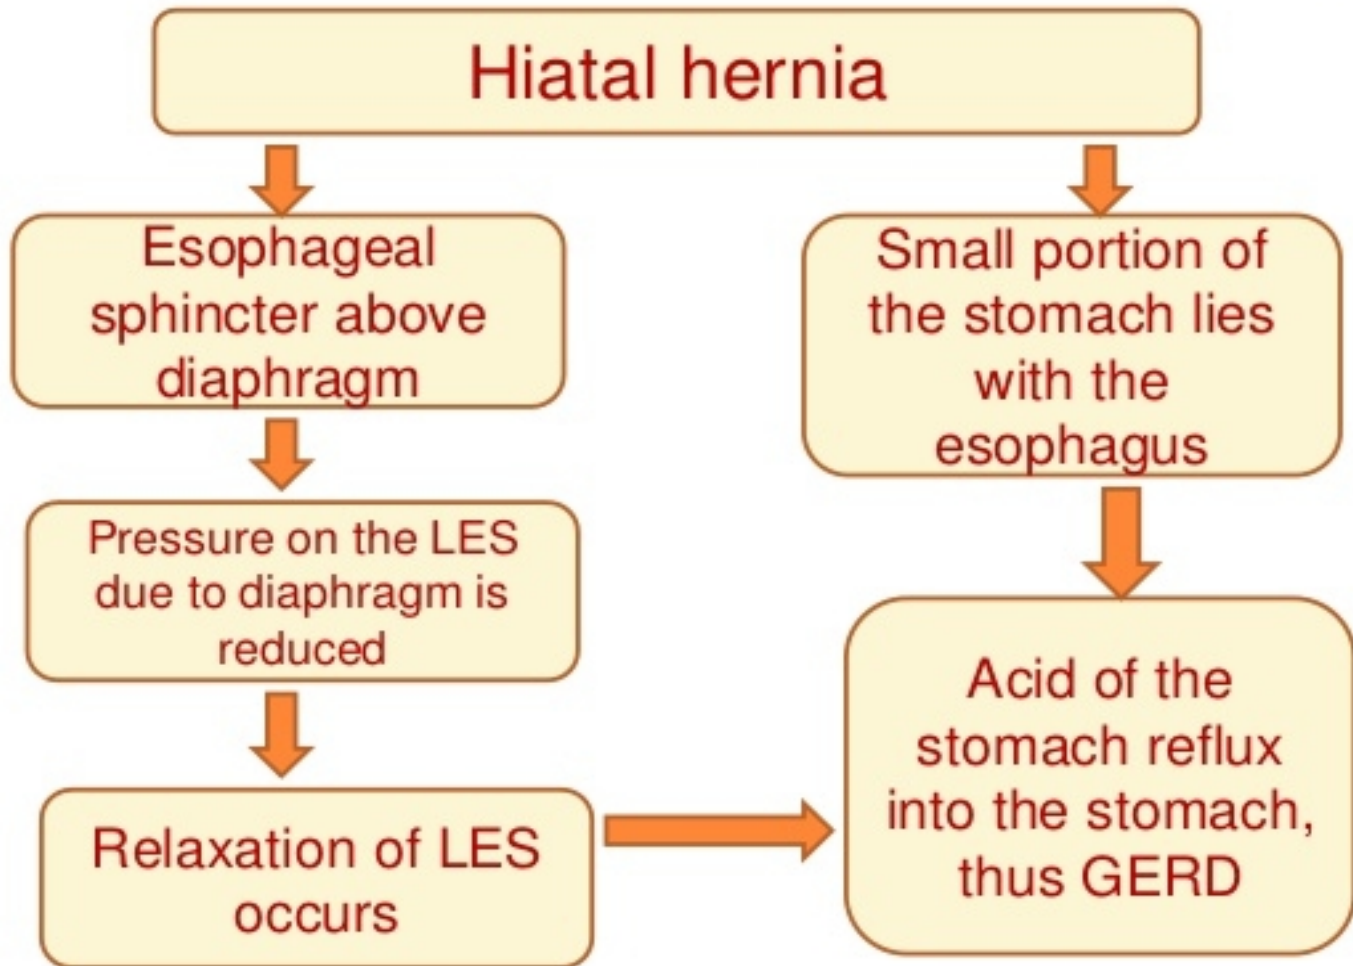 Hiatal hernia
Esophageal
sphincter above
diaphragm
Small portion of
the stomach lies
with the
esophagus
Pressure on the LES
due to diaphragm is
reduced
Relaxation of LES
occurs
Acid of the
stomach reflux
into the stomach,
thus GERD